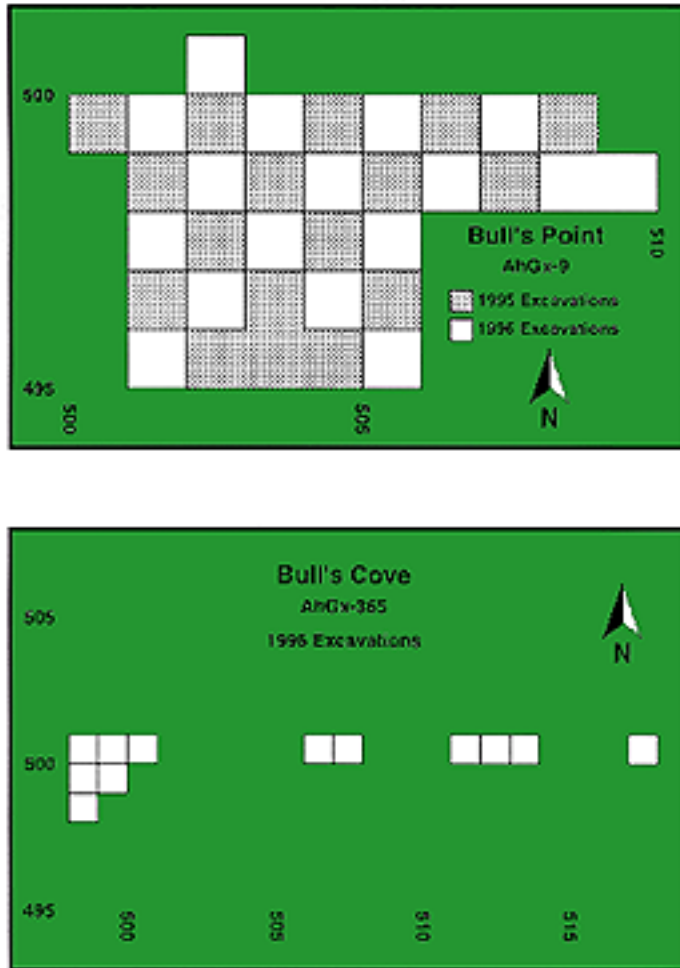 500
510
Bull's Point
AhGx-9
1995 Excavations
1996 Excavations
495
500
505
N
Bull's Cove
AhGx-365
1996 Excavations
505
N
500
495
500
505
510
515